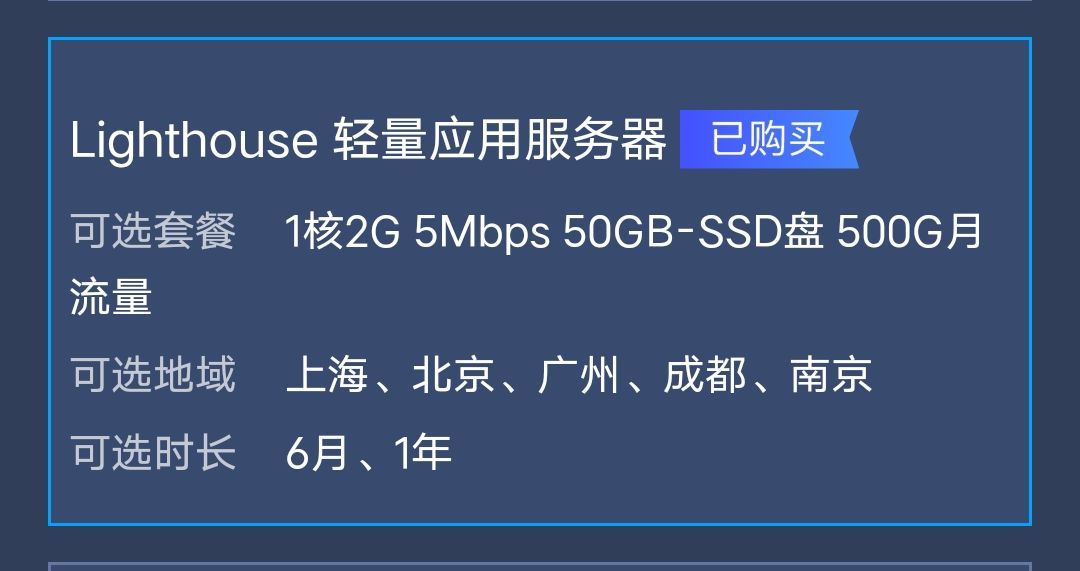 Lighthouse 轻量应用服务器 已购买
可选套餐 1核2G 5Mbps 50GB-SSD盘 500G月
流量
可选地域 上海、北京、广州、成都、南京
可选时长 6月、1年